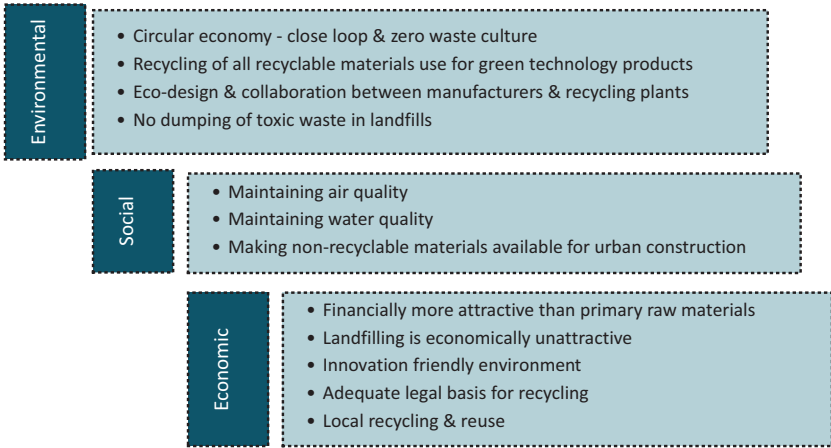 Environmental
• Circular economy - close loop & zero waste culture
• Recycling of all recyclable materials use for green technology products
• Eco-design & collaboration between manufacturers & recycling plants
• No dumping of toxic waste in landfills
Social
• Maintaining air quality
• Maintaining water quality
• Making non-recyclable materials available for urban construction
Economic
• Financially more attractive than primary raw materials
• Landfilling is economically unattractive
• Innovation friendly environment
• Adequate legal basis for recycling
• Local recycling & reuse